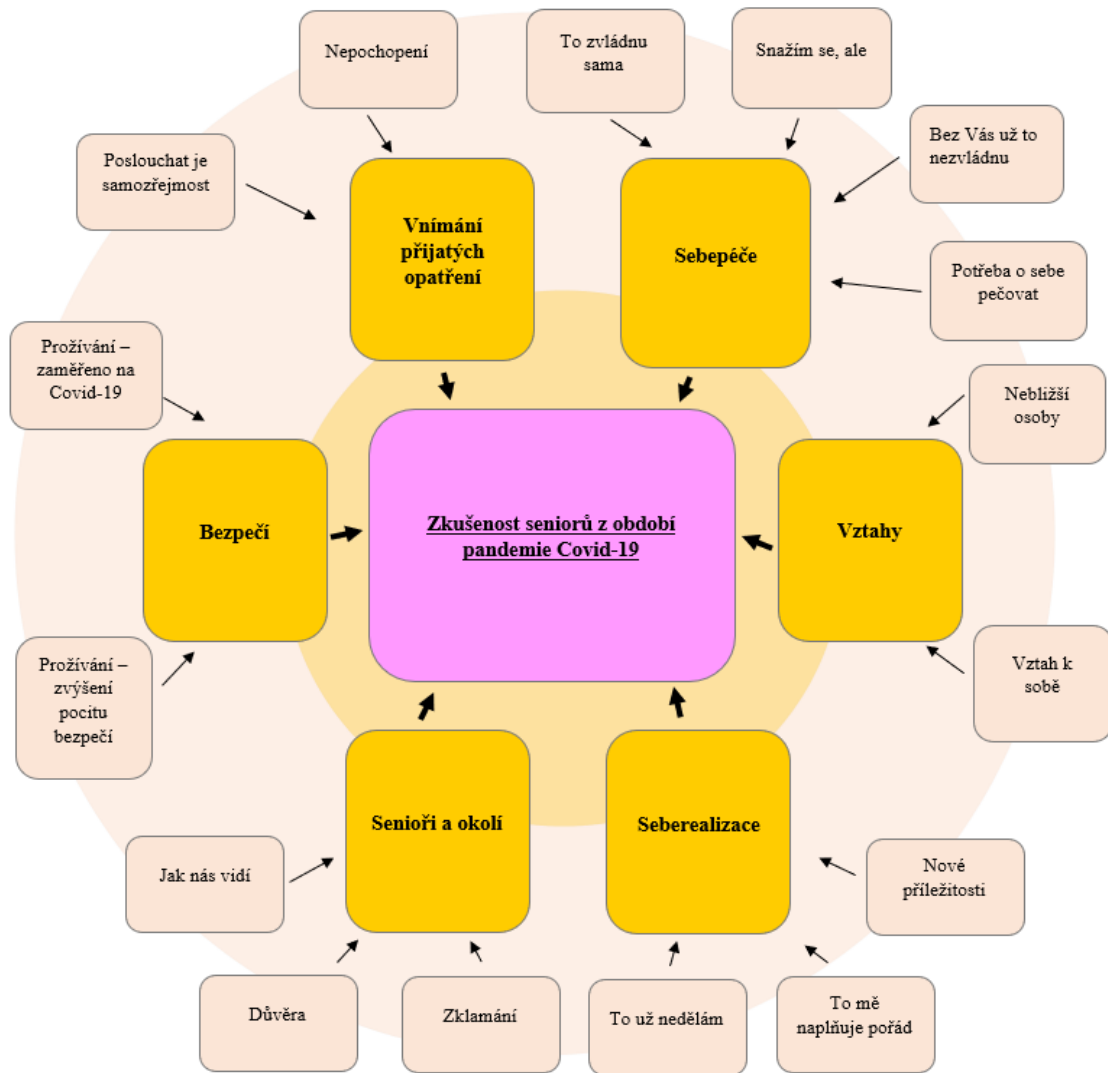 Nepochopení
To zvládnu
sama
Snažím se, ale
Poslouchat je
samozřejmost
Bez Vás už to
nezvládnu
Vnímání
přijatých
opatření
Sebepéče
Potřeba o sebe
pečovat
Prožívání –
zaměřeno na
Covid-19
Nebližší
osoby
Bezpečí
Zkušenost seniorů z období
pandemie Covid-19
Vztahy
Prožívání –
zvýšení
pocitu
bezpečí
Vztah k
sobě
Senioři a okolí
Seberealizace
Jak nás vidí
Nové
příležitosti
Důvěra
Zklamání
To už nedělám
To mě
naplňuje pořád